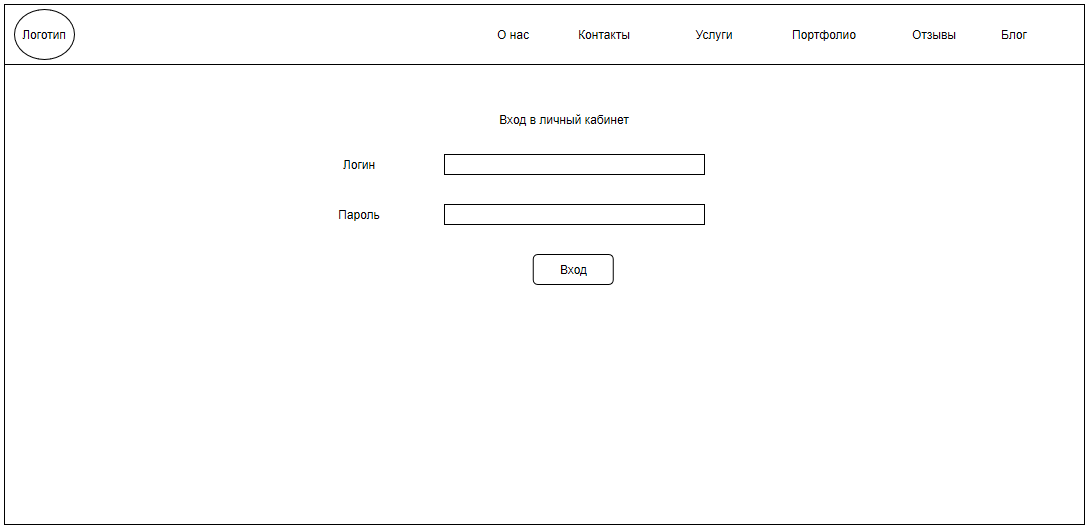 Логотип О нас Контакты Услуги Портфолио Отзывы Блог
Вход в личный кабинет
Логин
Пароль
Вход